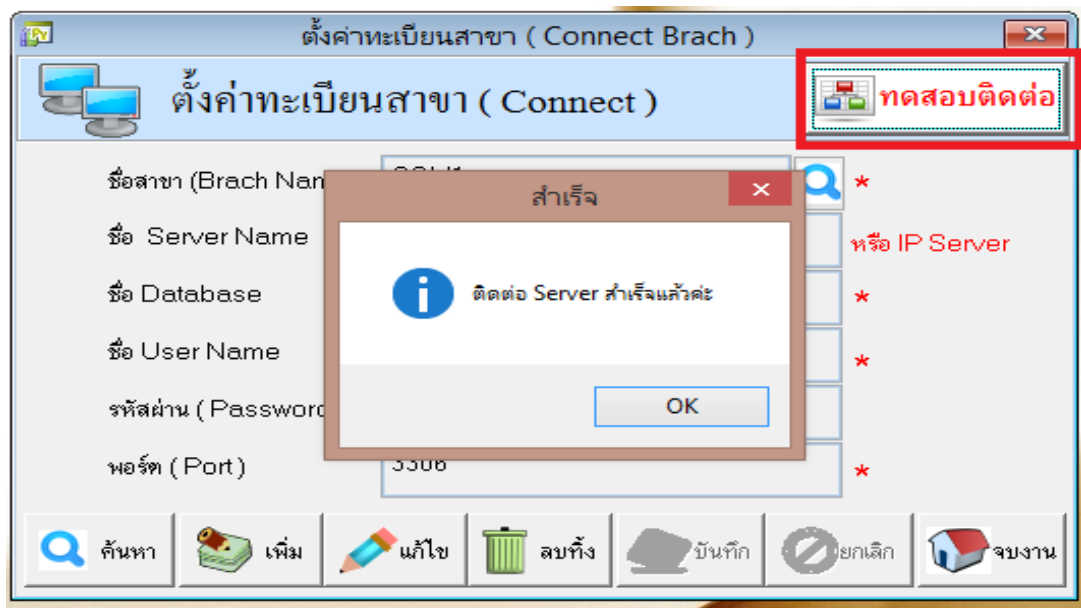 ตั้งค่าทะเบียนสาขา ( Connect Brach )
ตั้งค่าทะเบียนสาขา ( Connect )
ทดสอบติดต่อ
ชื่อสาขา (Brach Nan
*
สำเร็จ
ชื่อ Server Name
หรือ IP Server
ติดต่อ Server สำเร็จแล้วค่ะ
ชื่อ Database
*
ชื่อ User Name
*
รหัสผ่าน ( Password
OK
พอร์ต ( Port )
3306
*
ค้นหา
เพิ่ม
แก้ไข
ลบทิ้ง
บันทึก
ยกเลิก
จบงาน